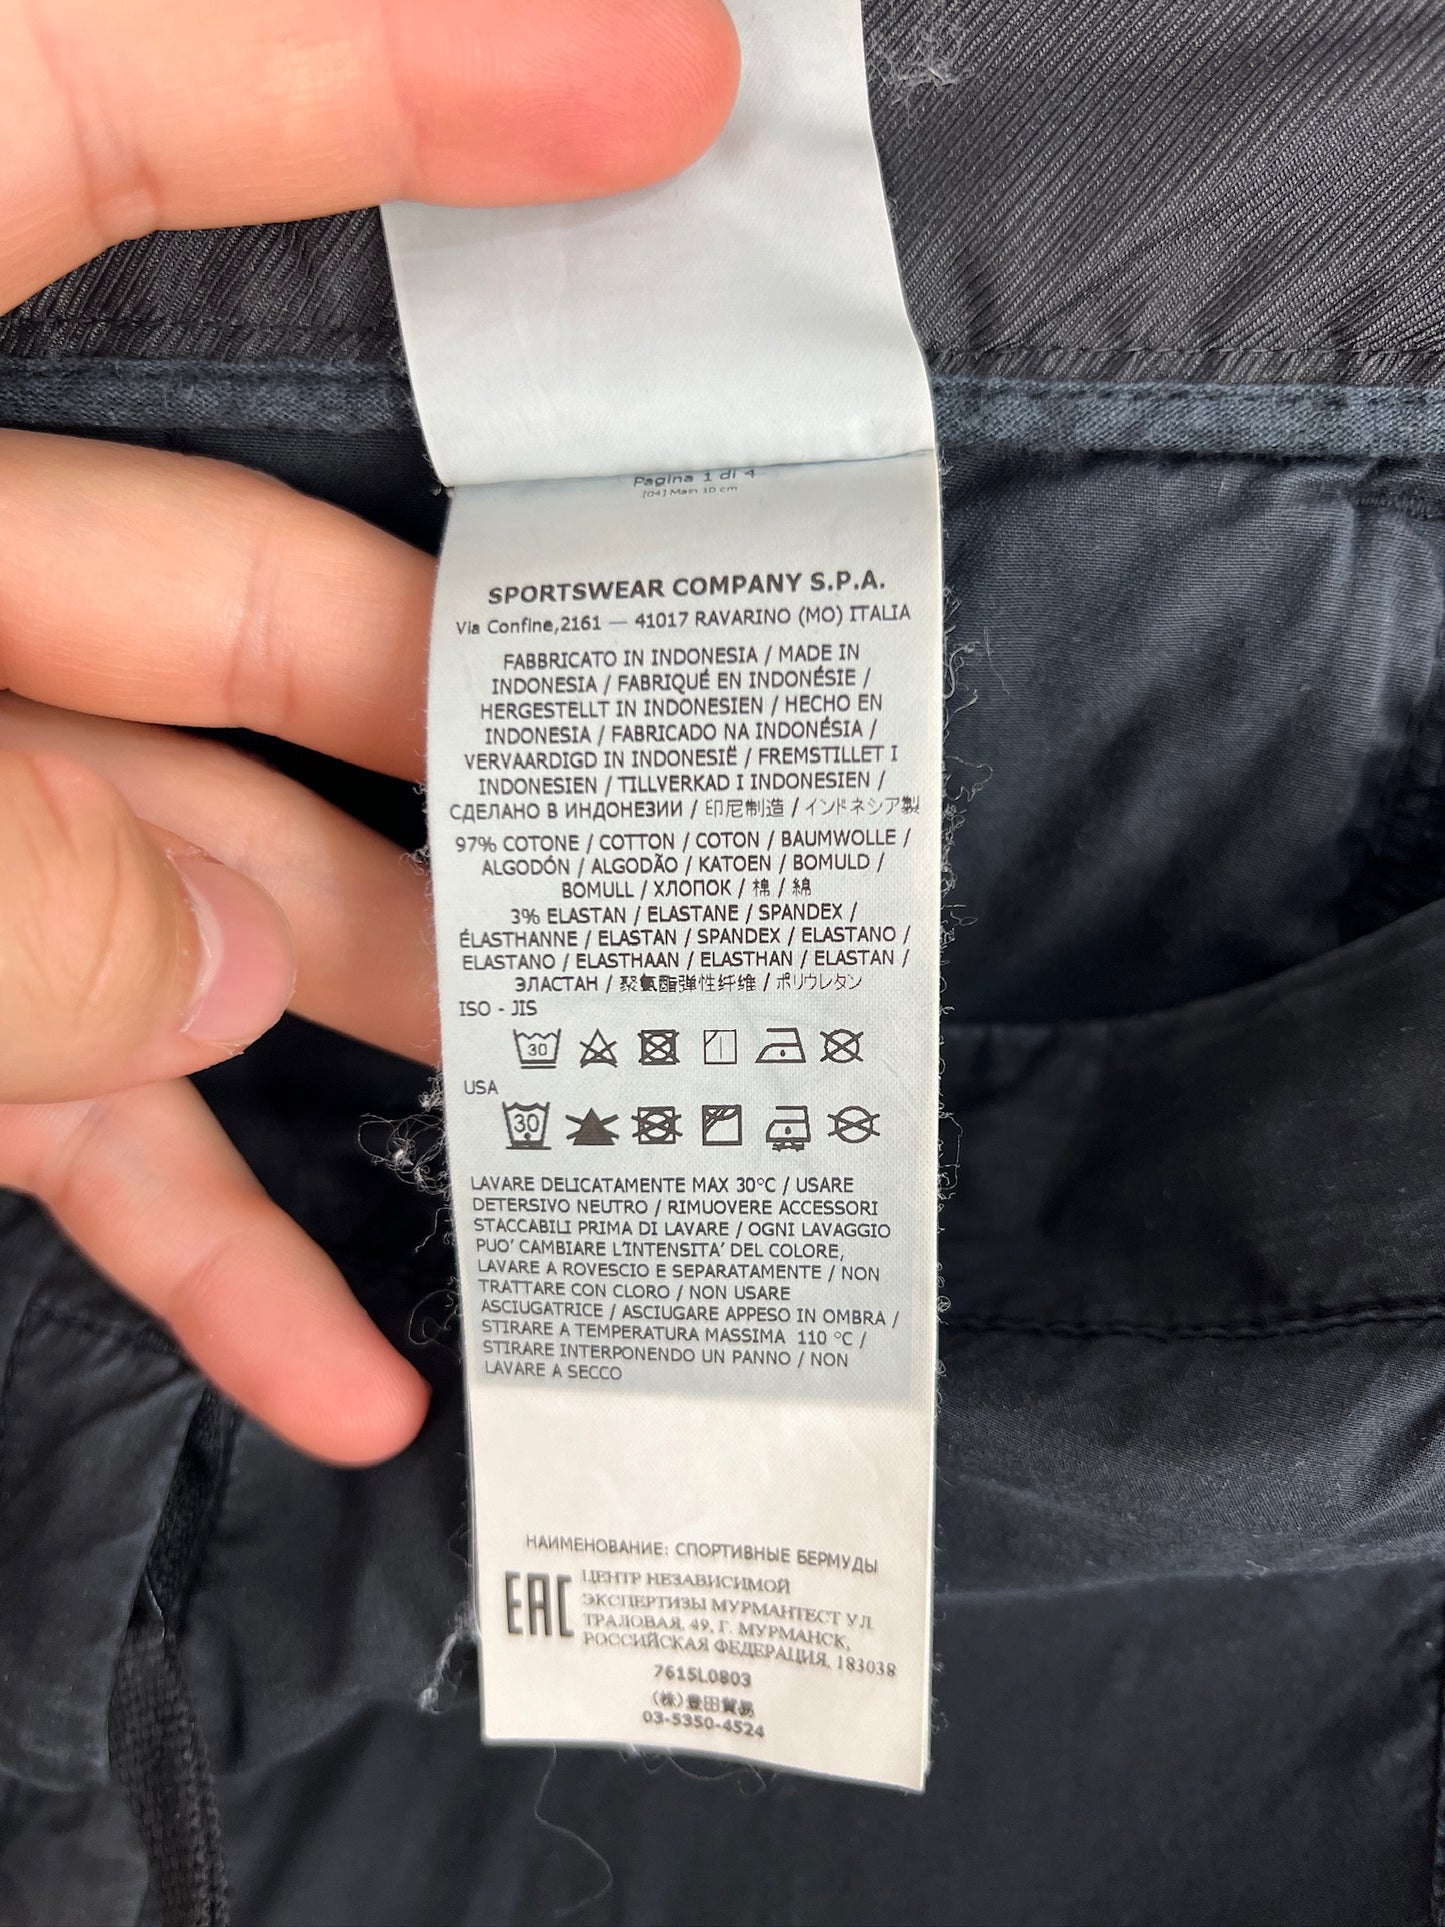 Pagina 1 di 4
[04] Main 10 cm
SPORTSWEAR COMPANY S.P.A.
Via Confine,2161 — 41017 RAVARINO (MO) ITALIA
FABBRICATO IN INDONESIA / MADE IN
INDONESIA / FABRIQUÉ EN INDONÉSIE /
HERGESTELLT IN INDONESIEN / HECHO EN
INDONESIA / FABRICADO NA INDONÉSIA /
VERVAARDIGD IN INDONESIË / FREMSTILLET I
INDONESIEN / TILLVERKAD I INDONESIEN /
СДЕЛАНО В ИНДОНЕЗИИ / 印尼制造 / インドネシア製
97% COTONE / COTTON / COTON / BAUMWOLLE /
ALGODÓN / ALGODÃO / KATOEN / BOMULD /
BOMULL / ХЛОПОК / 棉 / 綿
3% ELASTAN / ELASTANE / SPANDEX /
ÉLASTHANNE / ELASTAN / SPANDEX / ELASTANO /
ELASTANO / ELASTHAAN / ELASTHAN / ELASTAN /
ЭЛАСТАН / 聚氨酯弹性纤维 / ポリウレタン
ISO - JIS
30
USA
30
LAVARE DELICATAMENTE MAX 30°C / USARE
DETERSIVO NEUTRO / RIMUOVERE ACCESSORI
STACCABILI PRIMA DI LAVARE / OGNI LAVAGGIO
PUO' CAMBIARE L'INTENSITA' DEL COLORE,
LAVARE A ROVESCIO E SEPARATAMENTE / NON
TRATTARE CON CLORO / NON USARE
ASCIUGATRICE / ASCIUGARE APPESO IN OMBRA /
STIRARE A TEMPERATURA MASSIMA 110 °C /
STIRARE INTERPONENDO UN PANNO / NON
LAVARE A SECCO
НАИМЕНОВАНИЕ: СПОРТИВНЫЕ БЕРМУДЫ
EAC
ЦЕНТР НЕЗАВИСИМОЙ
ЭКСПЕРТИЗЫ МУРМАНТЕСТ УЛ
ТРАЛОВАЯ, 49, Г. МУРМАНСК,
РОССИЙСКАЯ ФЕДЕРАЦИЯ, 183038
7615L0803
(株)豊田貿易
03-5350-4524